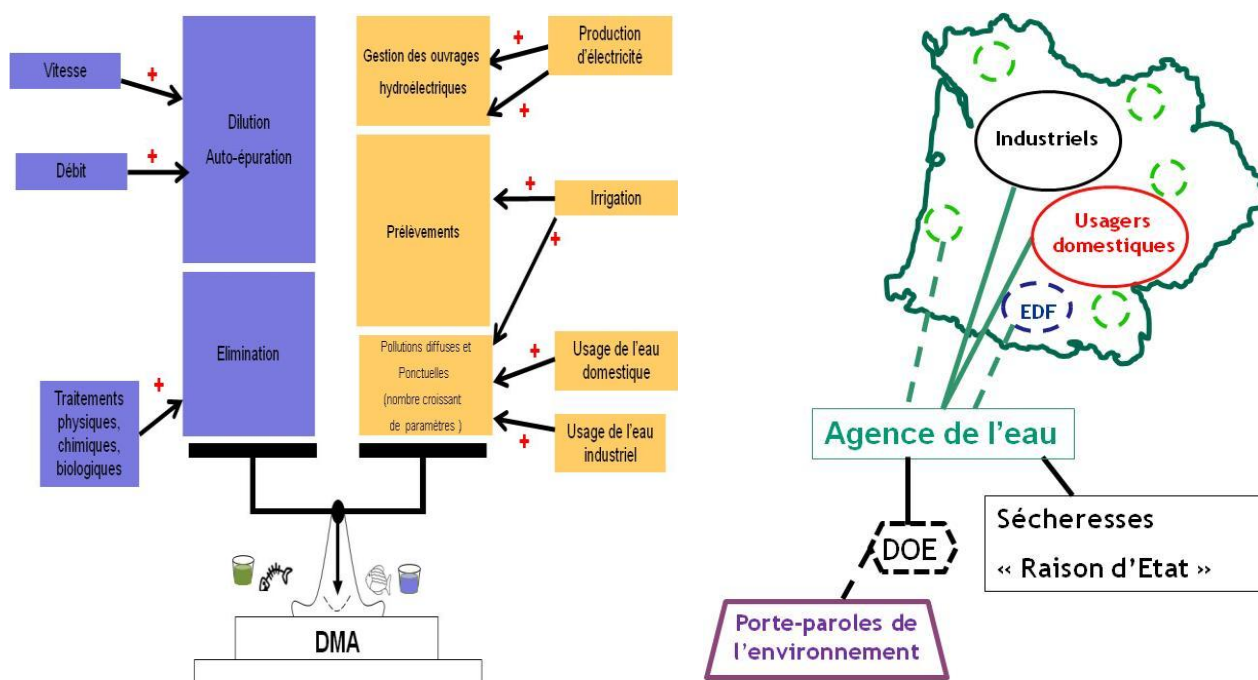 Vitesse
+
Débit
+
Dilution
Auto-épuration
Elimination
Traitements
physiques,
chimiques,
biologiques
+
Gestion des ouvrages
hydroélectriques
Prélèvements
Pollutions diffuses et
Ponctuelles
(nombre croissant
de paramètres )
+
Production
d'électricité
+
+
Irrigation
+
+
Usage de l'eau
domestique
+
Usage de l'eau
industriel
DMA
Industriels
Usagers
domestiques
EDF
Agence de l'eau
DOE
Sécheresses
« Raison d'Etat »
Porte-paroles de
l'environnement